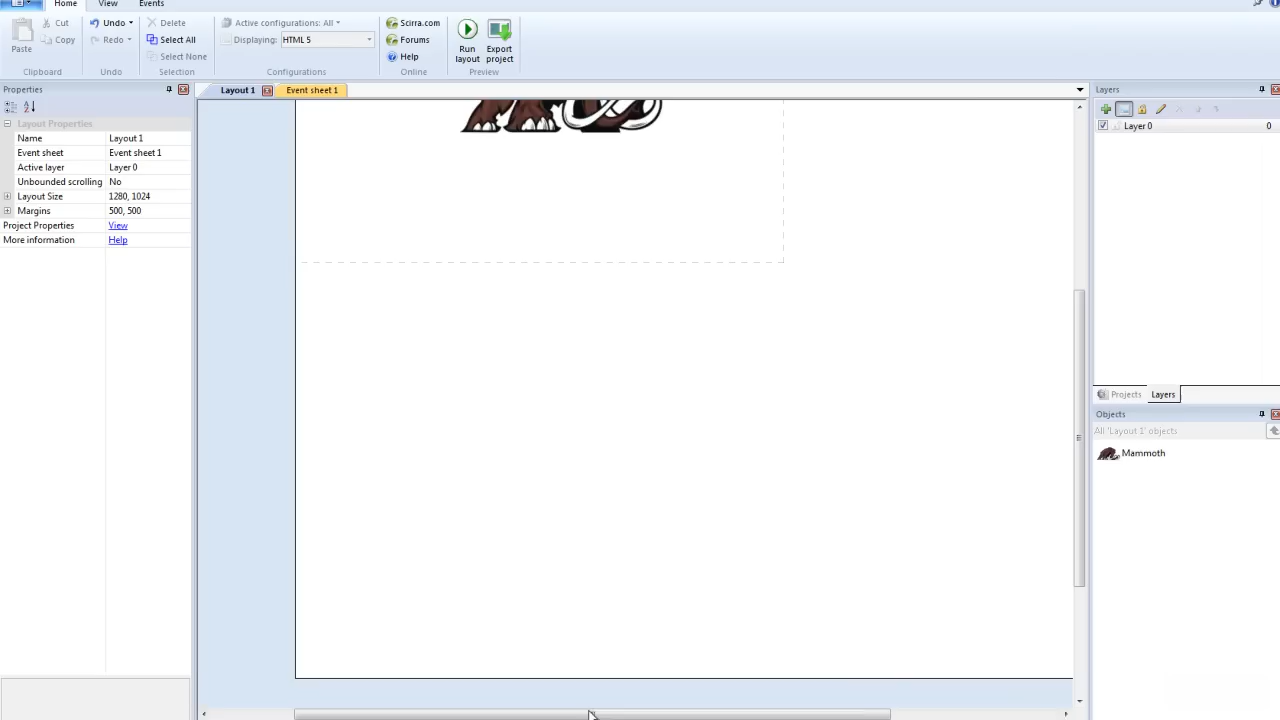 Home View Events
Paste
Cut
Copy
Clipboard
Undo
Redo
Undo
Delete
Select All
Select None
Selection
Active configurations: All
Displaying: HTML 5
Configurations
Scirra.com
Forums
Help
Online
Run layout
Export project
Preview
Properties
Layout 1 Event sheet 1
Layers
Layout Properties
Name Layout 1
Event sheet Event sheet 1
Active layer Layer 0
Unbounded scrolling No
Layout Size 1280, 1024
Margins 500, 500
Project Properties View
More information Help
Layer 0 0
Projects Layers
Objects
All 'Layout 1' objects
Mammoth